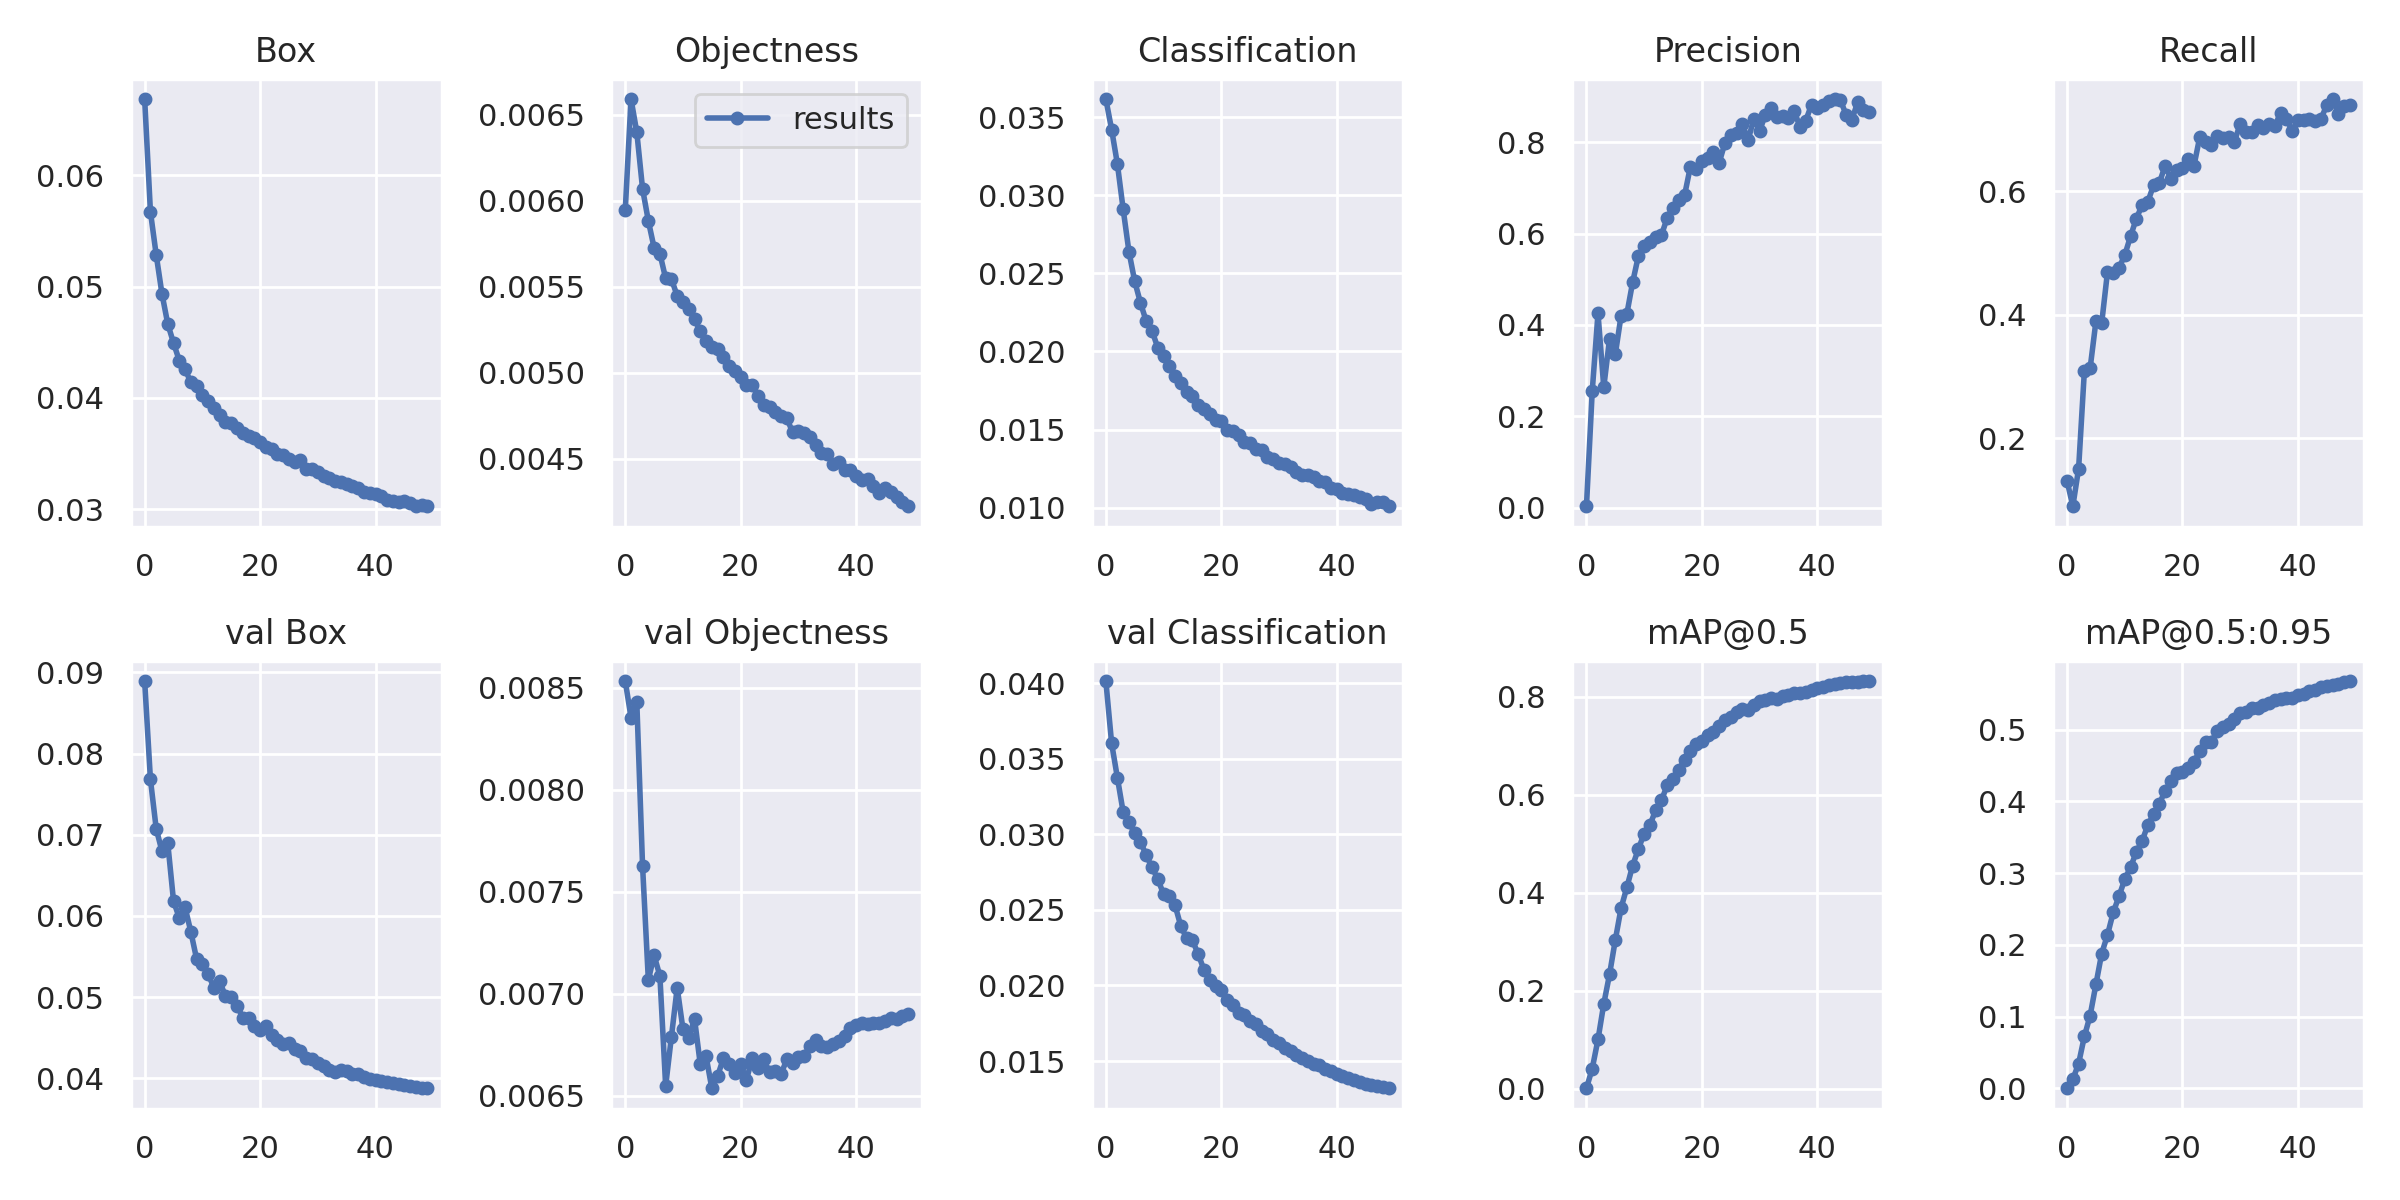 Box
Objectness
Classification
Precision
Recall
0.06
0.05
0.04
0.03
0 20 40
results
0.0065
0.0060
0.0055
0.0050
0.0045
0 20 40
0.035
0.030
0.025
0.020
0.015
0.010
0 20 40
0.8
0.6
0.4
0.2
0.0
0 20 40
0.6
0.4
0.2
0 20 40
val Box
val Objectness
val Classification
mAP@0.5
mAP@0.5:0.95
0.09
0.08
0.07
0.06
0.05
0.04
0 20 40
0.0085
0.0080
0.0075
0.0070
0.0065
0 20 40
0.040
0.035
0.030
0.025
0.020
0.015
0 20 40
0.8
0.6
0.4
0.2
0.0
0 20 40
0.5
0.4
0.3
0.2
0.1
0.0
0 20 40